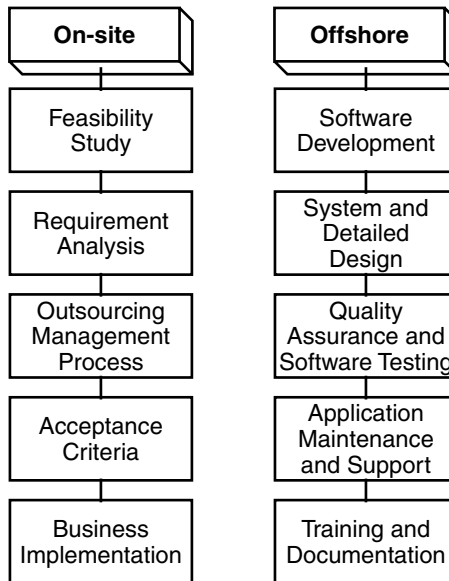 On-site
Feasibility
Study
Requirement
Analysis
Outsourcing
Management
Process
Acceptance
Criteria
Business
Implementation
Offshore
Software
Development
System and
Detailed
Design
Quality
Assurance and
Software Testing
Application
Maintenance
and Support
Training and
Documentation